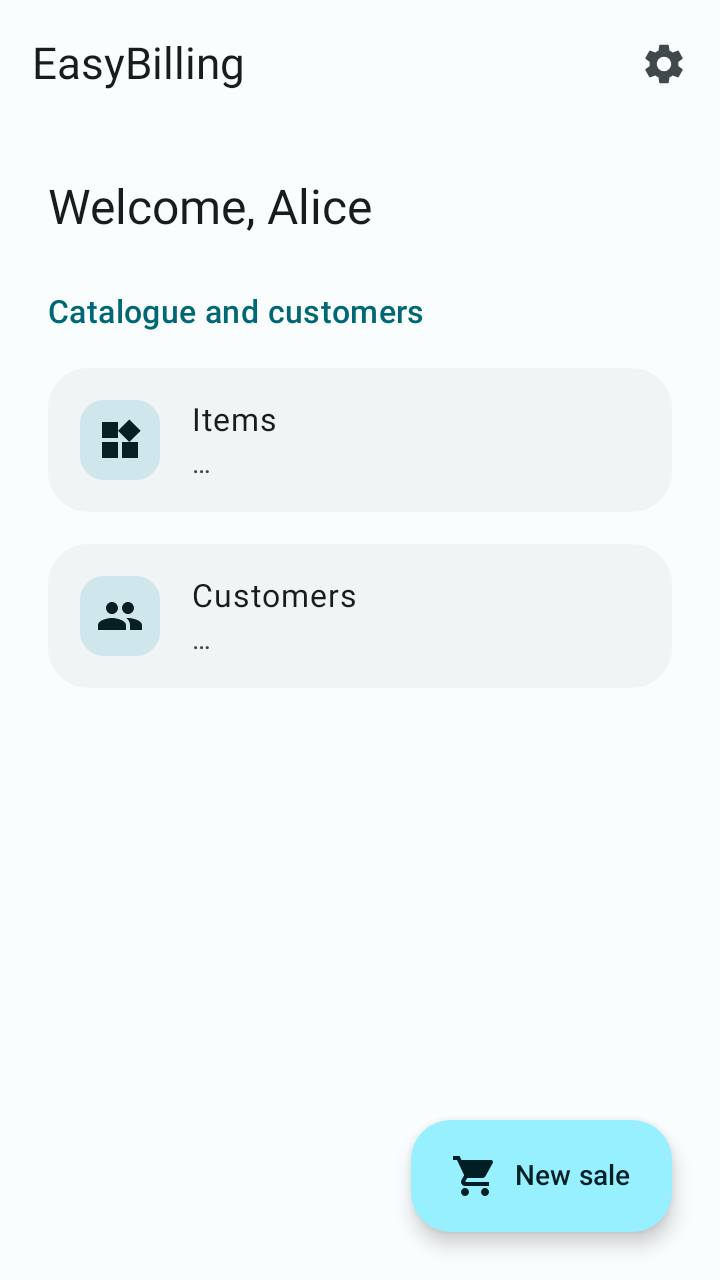 EasyBilling
Welcome, Alice
Catalogue and customers
Items
…
Customers
…
New sale